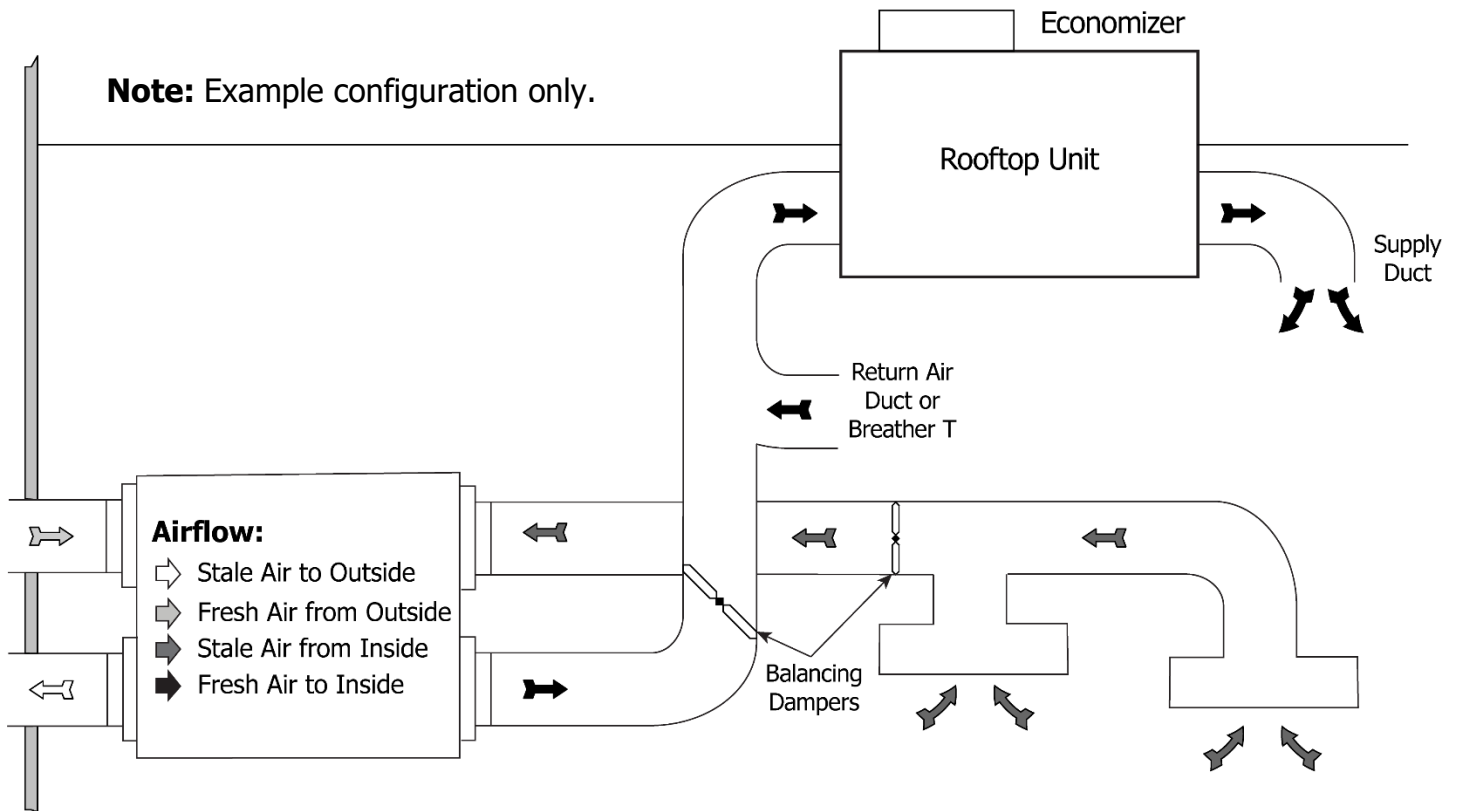 Economizer
Note: Example configuration only.
Rooftop Unit
Supply
Duct
Return Air
Duct or
Breather T
Airflow:
Stale Air to Outside
Fresh Air from Outside
Stale Air from Inside
Fresh Air to Inside
Balancing
Dampers